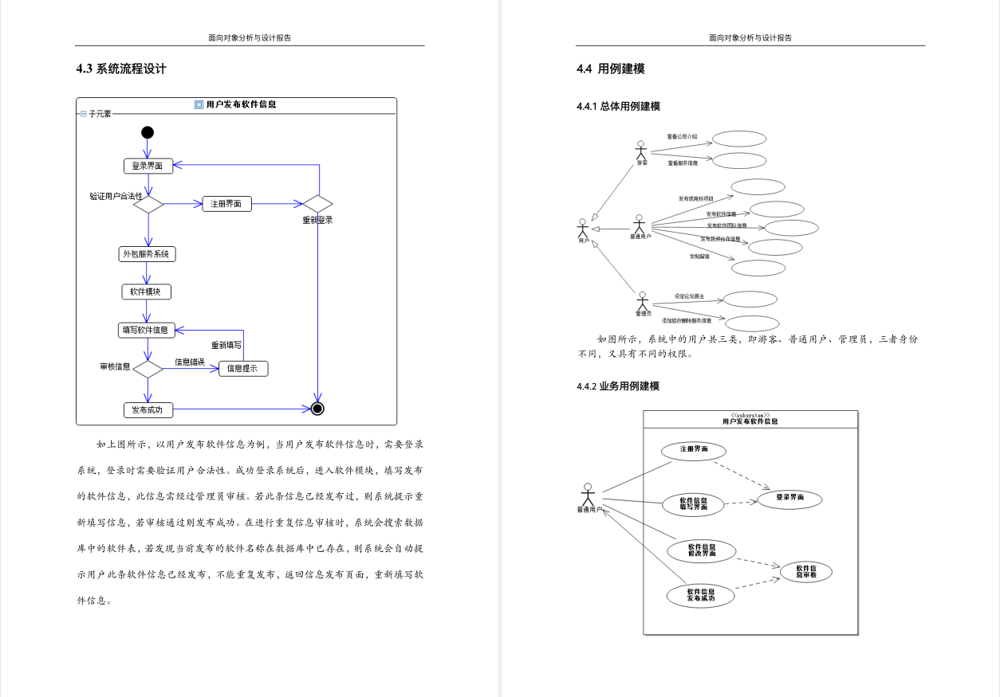 面向对象分析与设计报告
4.3 系统流程设计
用户发布软件信息
子元素
登录界面
验证用户合法性
注册界面
重新登录
外包服务系统
软件模块
填写软件信息
重新填写
审核信息
信息错误
信息提示
发布成功
如上图所示，以用户发布软件信息为例，当用户发布软件信息时，需要登录
系统，登录时需要验证用户合法性。成功登录系统后，进入软件模块，填写发布
的软件信息，此信息需经过管理员审核。若此条信息已经发布过，则系统提示重
新填写信息，若审核通过则发布成功。在进行重复信息审核时，系统会搜索数据
库中的软件表，若发现当前发布的软件名称在数据库中已存在，则系统会自动提
示用户此条软件信息已经发布，不能重复发布，返回信息发布页面，重新填写软
件信息。
面向对象分析与设计报告
4.4 用例建模
4.4.1 总体用例建模
查看公司介绍
游客
查看服务信息
发布或竞标项目
发布软件信息
用户
普通用户
发布软件团队信息
发布投资合作信息
发帖留言
设定论坛版主
管理员
添加修改删除服务信息
如图所示，系统中的用户共三类，即游客、普通用户、管理员，三者身份
不同，又具有不同的权限。
4.4.2 业务用例建模
<<subsystem>>
用户发布软件信息
注册界面
普通用户
软件信息
填写界面
登录界面
软件信息
修改界面
软件信
息审核
软件信息
发布成功